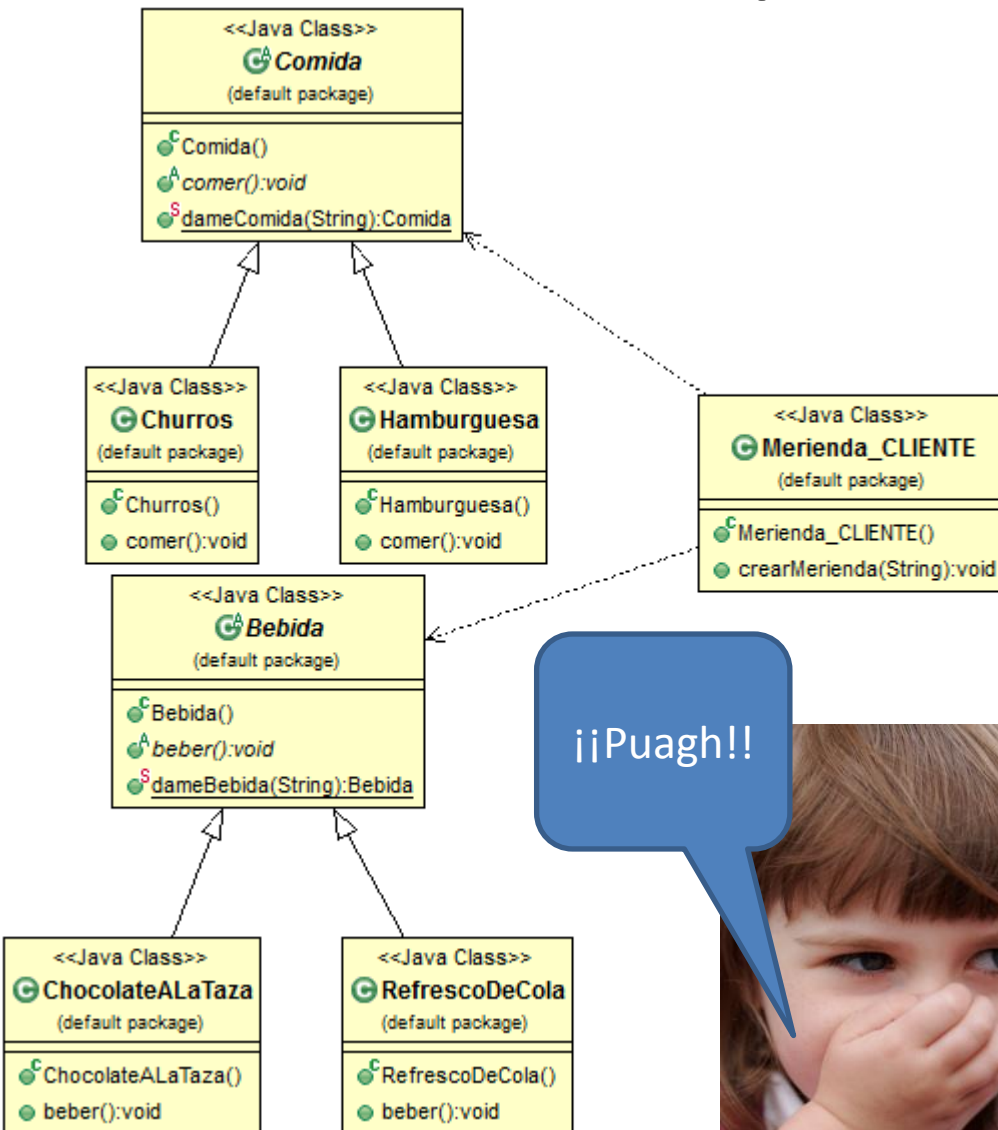 <<Java Class>>
Comida
(default package)
Comida()
comer():void
dameComida(String):Comida
<<Java Class>>
Churros
(default package)
Churros()
comer():void
<<Java Class>>
Hamburguesa
(default package)
Hamburguesa()
comer():void
<<Java Class>>
Merienda_CLIENTE
(default package)
Merienda_CLIENTE()
crearMerienda(String):void
<<Java Class>>
Bebida
(default package)
Bebida()
beber():void
dameBebida(String):Bebida
¡¡Puagh!!
<<Java Class>>
ChocolateALaTaza
(default package)
ChocolateALaTaza()
beber():void
<<Java Class>>
RefrescoDeCola
(default package)
RefrescoDeCola()
beber():void